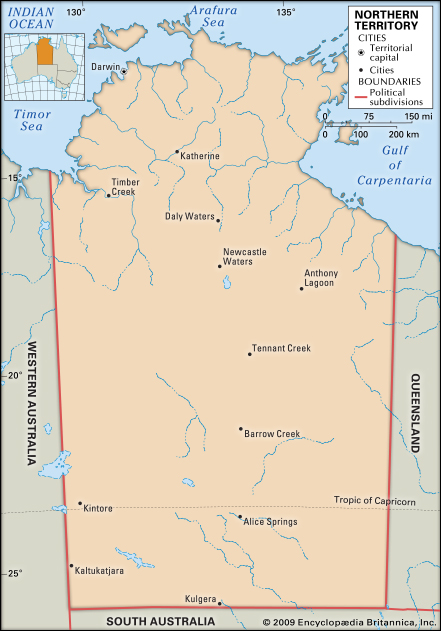 INDIAN
OCEAN
130°
Arafura
Sea
135°
NORTHERN
TERRITORY
CITIES
Territorial
capital
Cities
BOUNDARIES
Political
subdivisions
0 75 150 mi
0 100 200 km
Darwin
Timor
Sea
Gulf
of
Carpentaria
Katherine
15°
Timber
Creek
Daly Waters
Newcastle
Waters
Anthony
Lagoon
WESTERN AUSTRALIA
Tennant Creek
20°
QUEENSLAND
Barrow Creek
Tropic of Capricorn
Kintore
Alice Springs
Kaltukatjara
25°
Kulgera
SOUTH AUSTRALIA
© 2009 Encyclopædia Britannica, Inc.